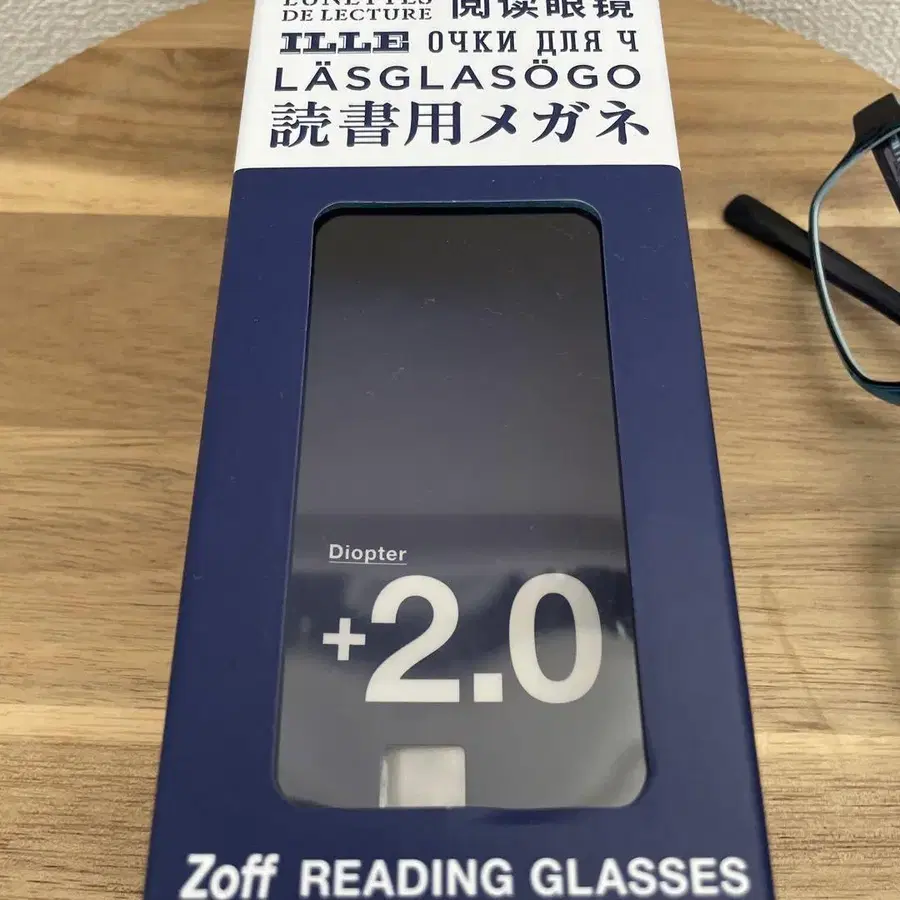 LUNETTES
DE LECTURE 阅读眼镜
ILLE ОЧКИ ДЛЯ Ч
LÄSGLASÖGO
読書用メガネ
Diopter
+2.0
Zoff READING GLASSES